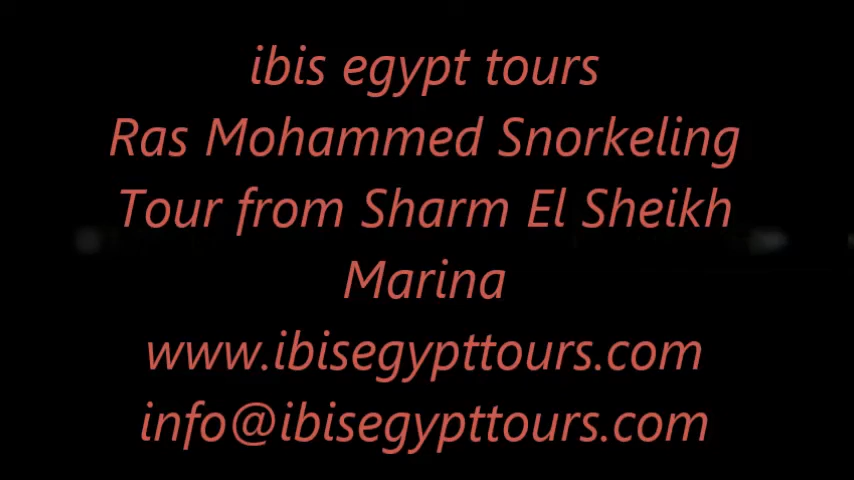 ibis egypt tours
Ras Mohammed Snorkeling
Tour from Sharm El Sheikh
Marina
www.ibisegypttours.com
info@ibisegypttours.com